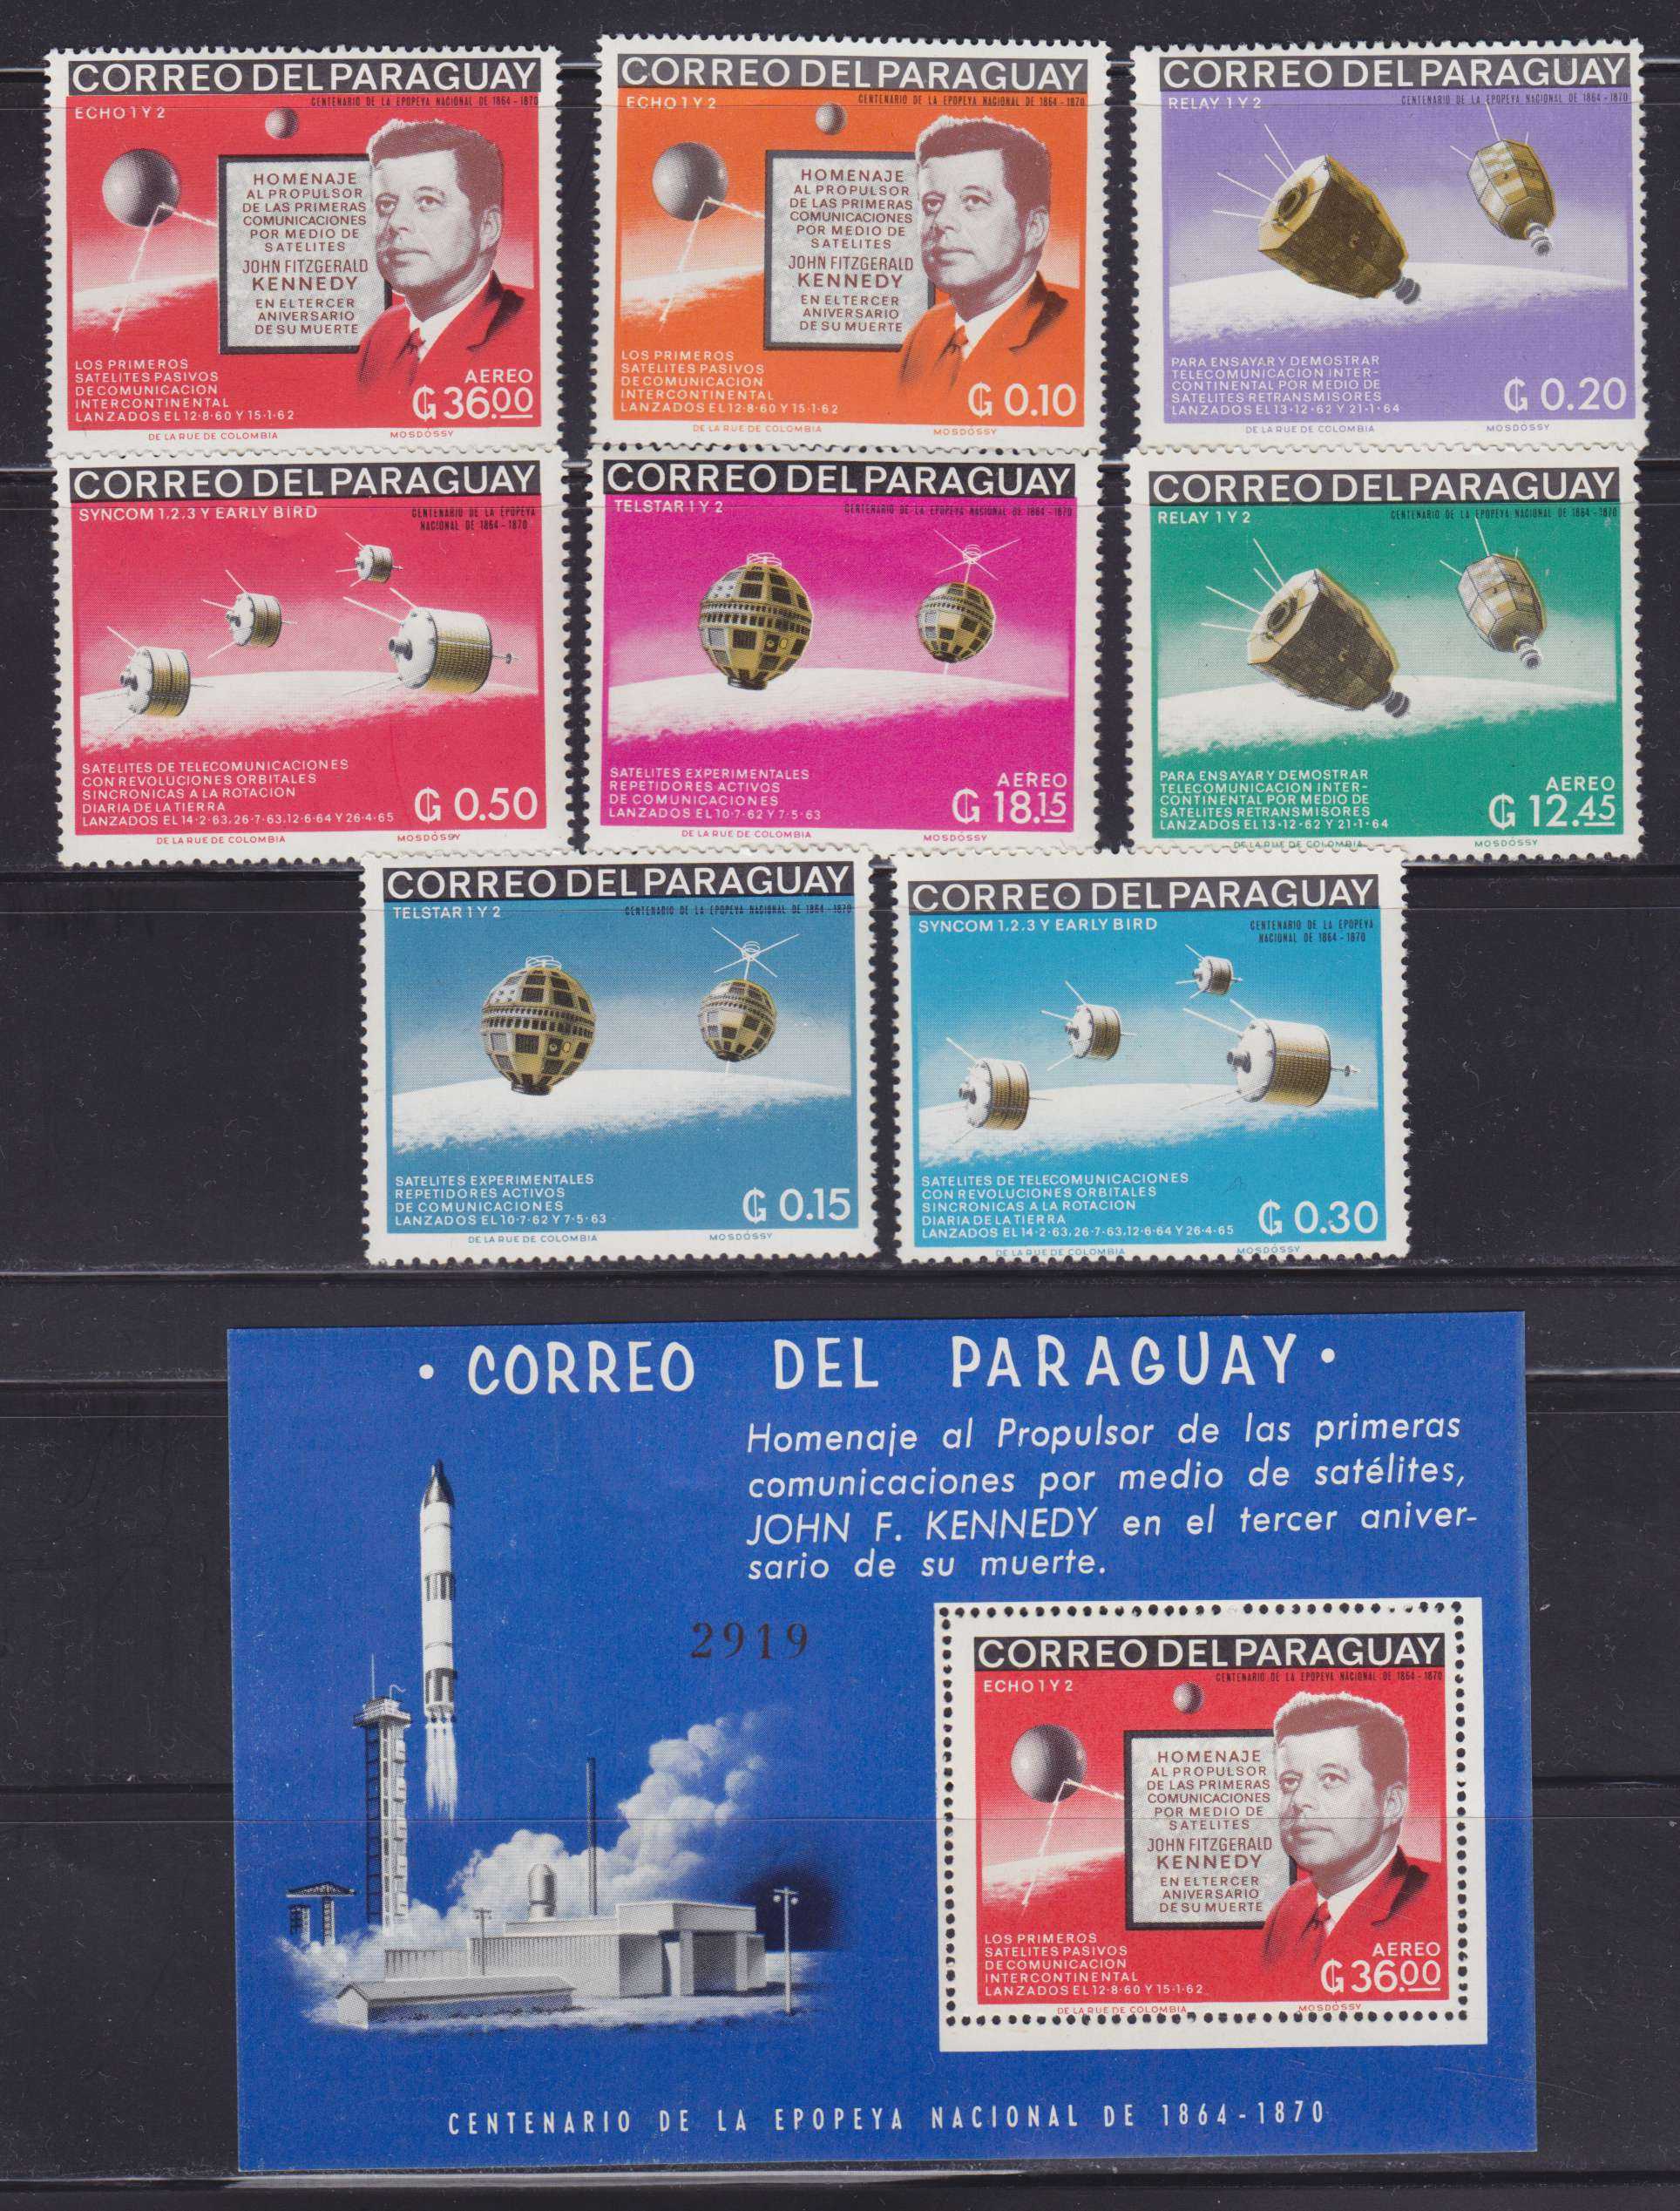 CORREO DEL PARAGUAY
ECHO 1 Y 2
CENTENARIO DE LA EPOPEYA NACIONAL DE 1864-1870
HOMENAJE
AL PROPULSOR
DE LAS PRIMERAS
COMUNICACIONES
POR MEDIO DE
SATELITES
JOHN FITZGERALD
KENNEDY
EN EL TERCER
ANIVERSARIO
DE SU MUERTE
LOS PRIMEROS
SATELITES PASIVOS
DE COMUNICACION
INTERCONTINENTAL
LANZADOS EL 12·8·60 Y 15·1·62
AEREO
₲ 36.00
DE LA RUE DE COLOMBIA MOSDÓSSY
CORREO DEL PARAGUAY
ECHO 1 Y 2
CENTENARIO DE LA EPOPEYA NACIONAL DE 1864-1870
HOMENAJE
AL PROPULSOR
DE LAS PRIMERAS
COMUNICACIONES
POR MEDIO DE
SATELITES
JOHN FITZGERALD
KENNEDY
EN EL TERCER
ANIVERSARIO
DE SU MUERTE
LOS PRIMEROS
SATELITES PASIVOS
DE COMUNICACION
INTERCONTINENTAL
LANZADOS EL 12·8·60 Y 15·1·62
₲ 0.10
DE LA RUE DE COLOMBIA MOSDÓSSY
CORREO DEL PARAGUAY
RELAY 1 Y 2
CENTENARIO DE LA EPOPEYA NACIONAL DE 1864-1870
PARA ENSAYAR Y DEMOSTRAR
TELECOMUNICACION INTER-
CONTINENTAL POR MEDIO DE
SATELITES RETRANSMISORES
LANZADOS EL 13·12·62 Y 21·1·64
₲ 0.20
DE LA RUE DE COLOMBIA MOSDÓSSY
CORREO DEL PARAGUAY
SYNCOM 1.2.3 Y EARLY BIRD
CENTENARIO DE LA EPOPEYA
NACIONAL DE 1864-1870
SATELITES DE TELECOMUNICACIONES
CON REVOLUCIONES ORBITALES
SINCRONICAS A LA ROTACION
DIARIA DE LA TIERRA
LANZADOS EL 14·2·63, 26·7·63, 12·6·64 Y 26·4·65
₲ 0.50
DE LA RUE DE COLOMBIA MOSDÓSSY
CORREO DEL PARAGUAY
TELSTAR 1 Y 2
CENTENARIO DE LA EPOPEYA NACIONAL DE 1864-1870
SATELITES EXPERIMENTALES
REPETIDORES ACTIVOS
DE COMUNICACIONES
LANZADOS EL 10·7·62 Y 7·5·63
AEREO
₲ 18.15
DE LA RUE DE COLOMBIA MOSDÓSSY
CORREO DEL PARAGUAY
RELAY 1 Y 2
CENTENARIO DE LA EPOPEYA NACIONAL DE 1864-1870
PARA ENSAYAR Y DEMOSTRAR
TELECOMUNICACION INTER-
CONTINENTAL POR MEDIO DE
SATELITES RETRANSMISORES
LANZADOS EL 13·12·62 Y 21·1·64
AEREO
₲ 12.45
DE LA RUE DE COLOMBIA MOSDÓSSY
CORREO DEL PARAGUAY
TELSTAR 1 Y 2
CENTENARIO DE LA EPOPEYA NACIONAL DE 1864-1870
SATELITES EXPERIMENTALES
REPETIDORES ACTIVOS
DE COMUNICACIONES
LANZADOS EL 10·7·62 Y 7·5·63
₲ 0.15
DE LA RUE DE COLOMBIA MOSDÓSSY
CORREO DEL PARAGUAY
SYNCOM 1.2.3 Y EARLY BIRD
CENTENARIO DE LA EPOPEYA
NACIONAL DE 1864-1870
SATELITES DE TELECOMUNICACIONES
CON REVOLUCIONES ORBITALES
SINCRONICAS A LA ROTACION
DIARIA DE LA TIERRA
LANZADOS EL 14·2·63, 26·7·63, 12·6·64 Y 26·4·65
₲ 0.30
DE LA RUE DE COLOMBIA MOSDÓSSY
• CORREO DEL PARAGUAY •
Homenaje al Propulsor de las primeras
comunicaciones por medio de satélites,
JOHN F. KENNEDY en el tercer aniver-
sario de su muerte.
2919
CORREO DEL PARAGUAY
CENTENARIO DE LA EPOPEYA NACIONAL DE 1864-1870
ECHO 1 Y 2
HOMENAJE
AL PROPULSOR
DE LAS PRIMERAS
COMUNICACIONES
POR MEDIO DE
SATELITES
JOHN FITZGERALD
KENNEDY
EN EL TERCER
ANIVERSARIO
DE SU MUERTE
LOS PRIMEROS
SATELITES PASIVOS
DE COMUNICACION
INTERCONTINENTAL
LANZADOS EL 12·8·60 Y 15·1·62
AEREO
₲ 36.00
DE LA RUE DE COLOMBIA MOSDÓSSY
CENTENARIO DE LA EPOPEYA NACIONAL DE 1864-1870